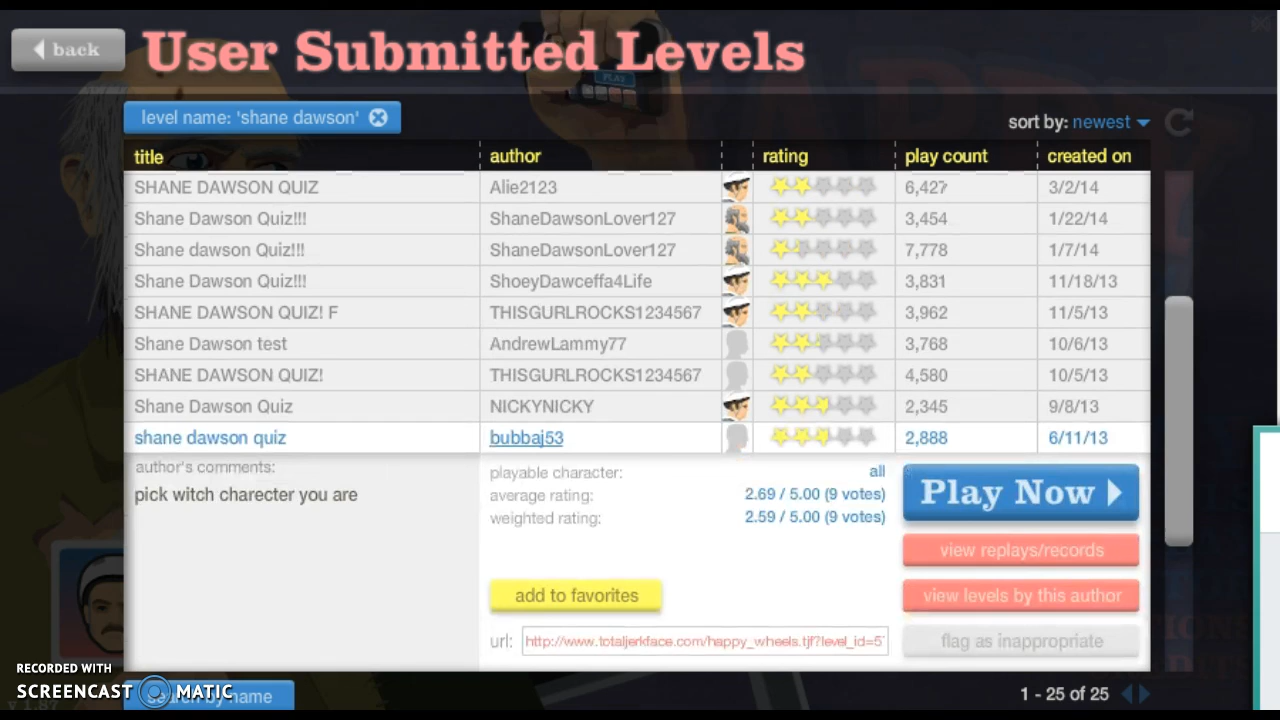 back
User Submitted Levels
PLAY
level name: 'shane dawson'
sort by: newest
title author rating play count created on
SHANE DAWSON QUIZ Alie2123 6,427 3/2/14
Shane Dawson Quiz!!! ShaneDawsonLover127 3,454 1/22/14
Shane dawson Quiz!!! ShaneDawsonLover127 7,778 1/7/14
Shane Dawson Quiz!!! ShoeyDawceffa4Life 3,831 11/18/13
SHANE DAWSON QUIZ! F THISGURLROCKS1234567 3,962 11/5/13
Shane Dawson test AndrewLammy77 3,768 10/6/13
SHANE DAWSON QUIZ! THISGURLROCKS1234567 4,580 10/5/13
Shane Dawson Quiz NICKYNICKY 2,345 9/8/13
shane dawson quiz bubbaj53 2,888 6/11/13
author's comments:
pick witch charecter you are
playable character: all
average rating: 2.69 / 5.00 (9 votes)
weighted rating: 2.59 / 5.00 (9 votes)
Play Now
view replays/records
add to favorites
view levels by this author
url: http://www.totaljerkface.com/happy_wheels.tjf?level_id=5
flag as inappropriate
RECORDED WITH
SCREENCAST MATIC
search by name
1 - 25 of 25
v 1.87